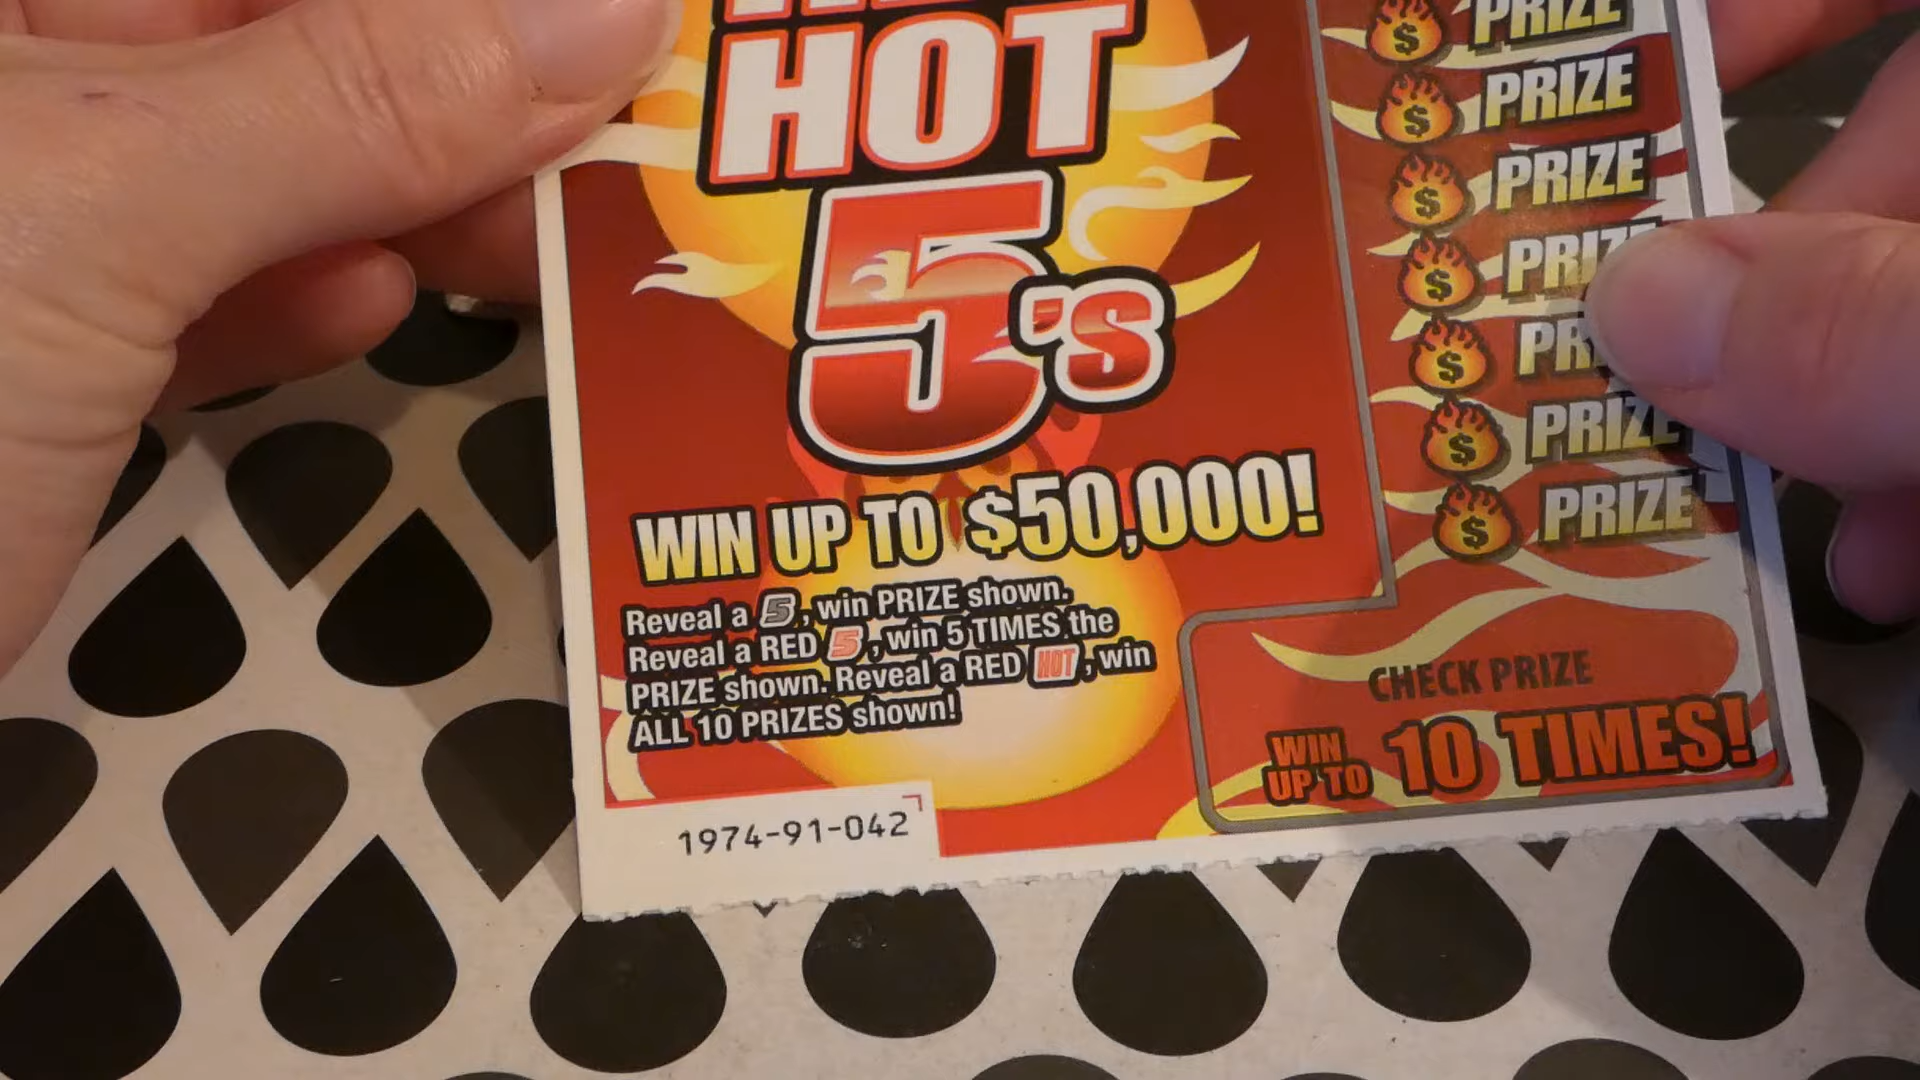 HOT
5's
WIN UP TO $50,000!
Reveal a 5, win PRIZE shown.
Reveal a RED 5, win 5 TIMES the
PRIZE shown. Reveal a RED HOT, win
ALL 10 PRIZES shown!
1974-91-042
$ PRIZE
$ PRIZE
$ PRIZE
$
$
$ PRIZE
$ PRIZE
CHECK PRIZE
WIN
UP TO 10 TIMES!